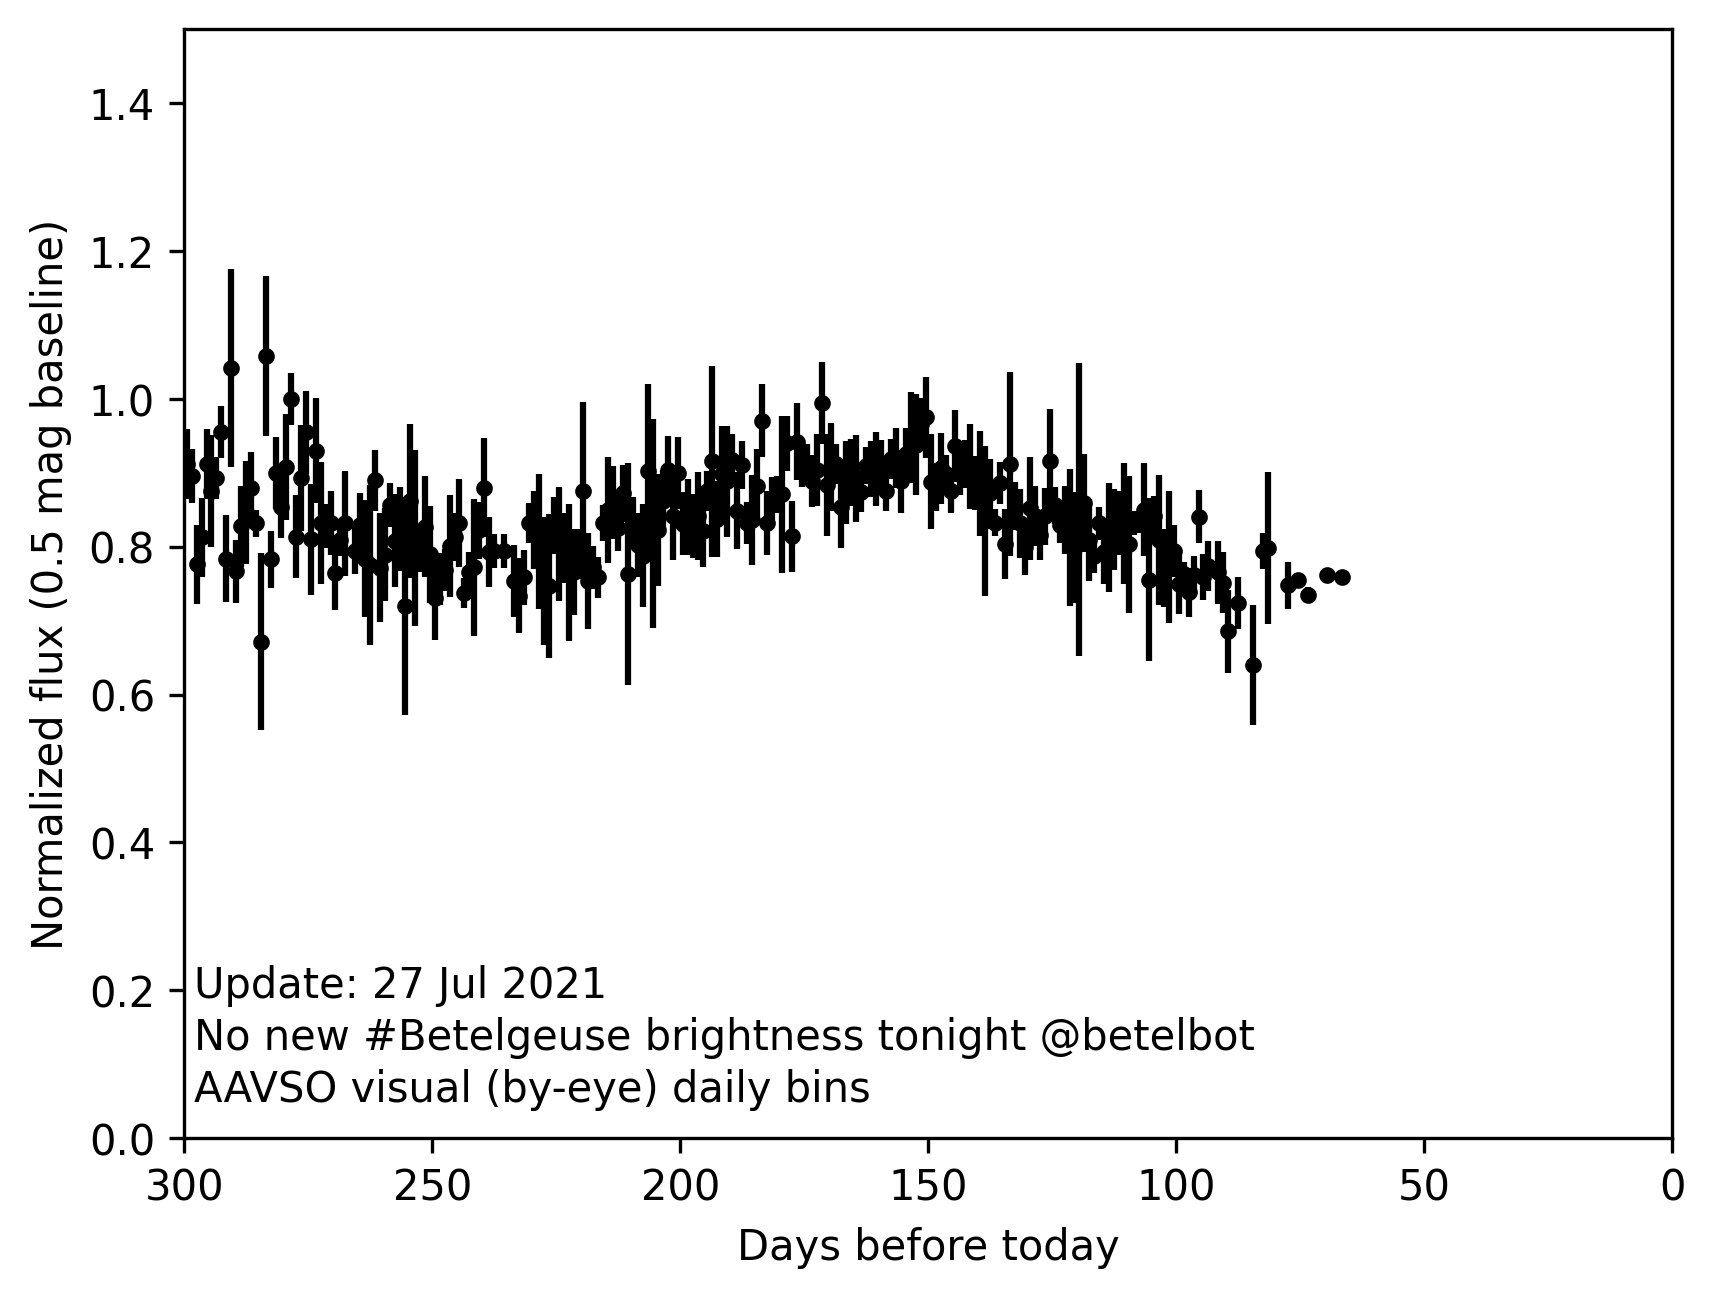 1.4
1.2
1.0
0.8
0.6
0.4
0.2
0.0
Normalized flux (0.5 mag baseline)
Update: 27 Jul 2021
No new #Betelgeuse brightness tonight @betelbot
AAVSO visual (by-eye) daily bins
300 250 200 150 100 50 0
Days before today